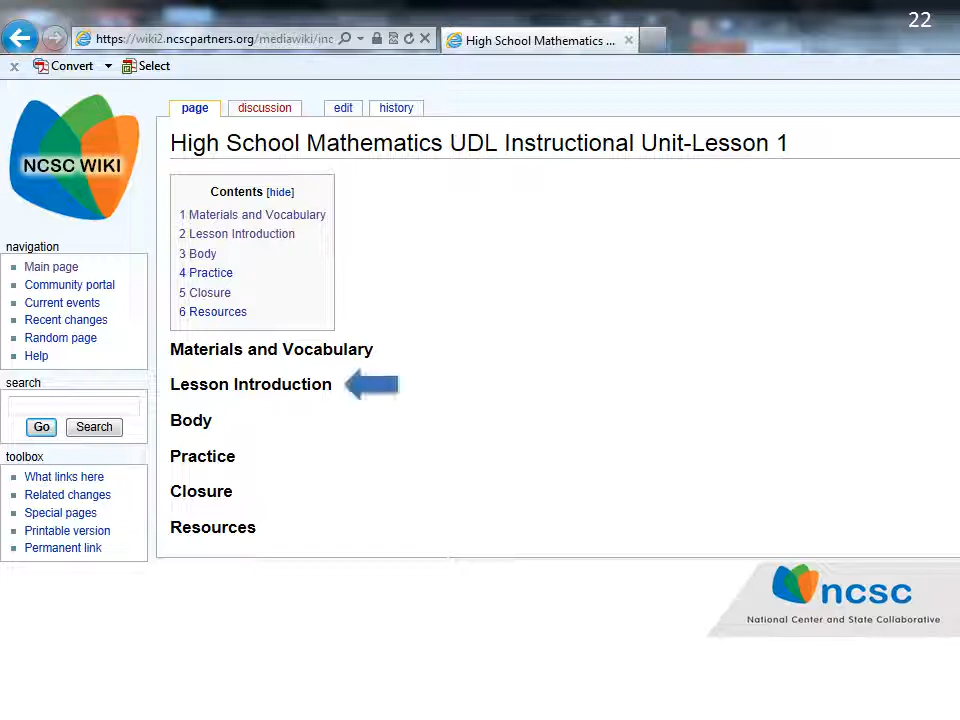 22
https://wiki2.ncscpartners.org/mediawiki/inc
High School Mathematics ...
x Convert Select
NCSC WIKI
page discussion edit history
High School Mathematics UDL Instructional Unit-Lesson 1
Contents [hide]
1 Materials and Vocabulary
2 Lesson Introduction
3 Body
4 Practice
5 Closure
6 Resources
navigation
Main page
Community portal
Current events
Recent changes
Random page
Help
search
Go Search
toolbox
What links here
Related changes
Special pages
Printable version
Permanent link
Materials and Vocabulary
Lesson Introduction
Body
Practice
Closure
Resources
ncsc
National Center and State Collaborative